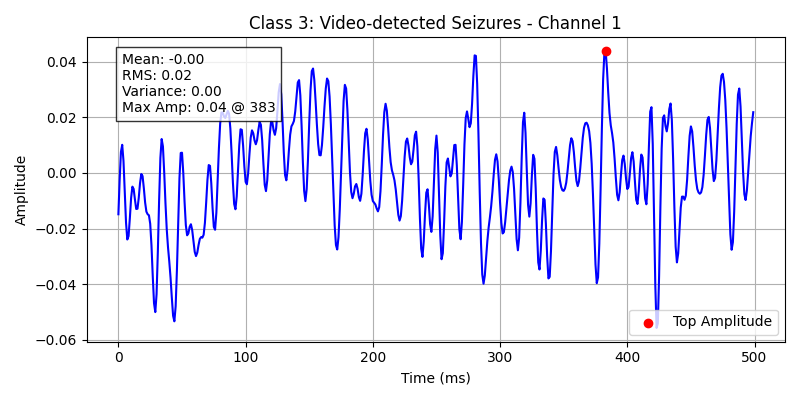 Class 3: Video-detected Seizures - Channel 1
Mean: -0.00
RMS: 0.02
Variance: 0.00
Max Amp: 0.04 @ 383
0.04
0.02
0.00
−0.02
−0.04
−0.06
Amplitude
Top Amplitude
0 100 200 300 400 500
Time (ms)